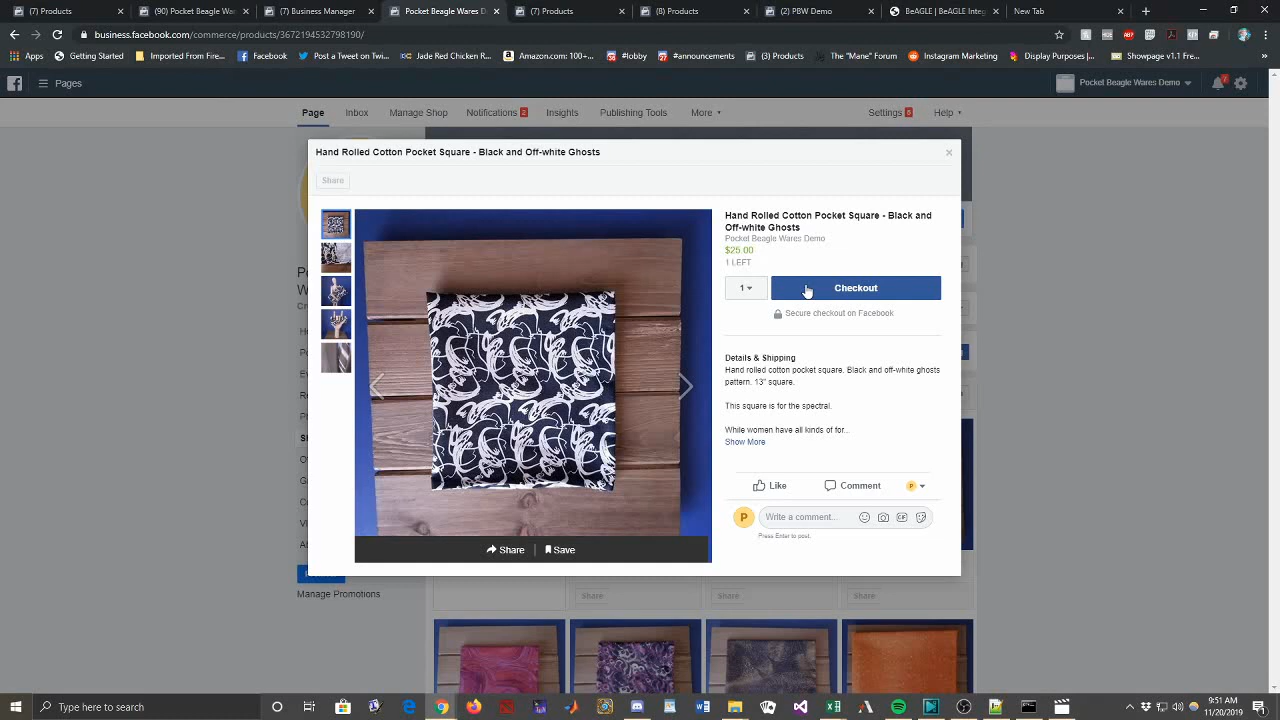 (7) Products
(90) Pocket Beagle War
(7) Business Manager
Pocket Beagle Wares D
(7) Products
(8) Products
(2) PBW Demo
BeAGLE | BeAGLE Integ
New Tab
business.facebook.com/commerce/products/3672194532798190/
Apps
Getting Started
Imported From Fire...
Facebook
Post a Tweet on Twi...
Jade Red Chicken R...
Amazon.com: 100+...
#lobby
#announcements
(3) Products
The "Mane" Forum
Reddit Instagram
Display Purposes |...
Showpage v1.1 fra...
Pages
Pocket Beagle Wares Demo
Page
Inbox
Manage Shop
Notifications 2
Insights
Publishing Tools
More
Settings 6
Help
Hand Rolled Cotton Pocket Square - Black and Off-white Ghosts
Share
Hand Rolled Cotton Pocket Square - Black and
Off-white Ghosts
Pocket Beagle Wares Demo
$25.00
1 LEFT
1
Checkout
Secure checkout on Facebook
Details & Shipping
Hand rolled cotton pocket square. Black and off-white ghosts
pattern. 13" square.
This square is for the spectral.
While women have all kinds of for...
Show More
Like
Comment
P
P
Write a comment...
Press Enter to post.
Share | Save
Manage Promotions
Share
Share
Share
Type here to search
9:51 AM
11/20/2019